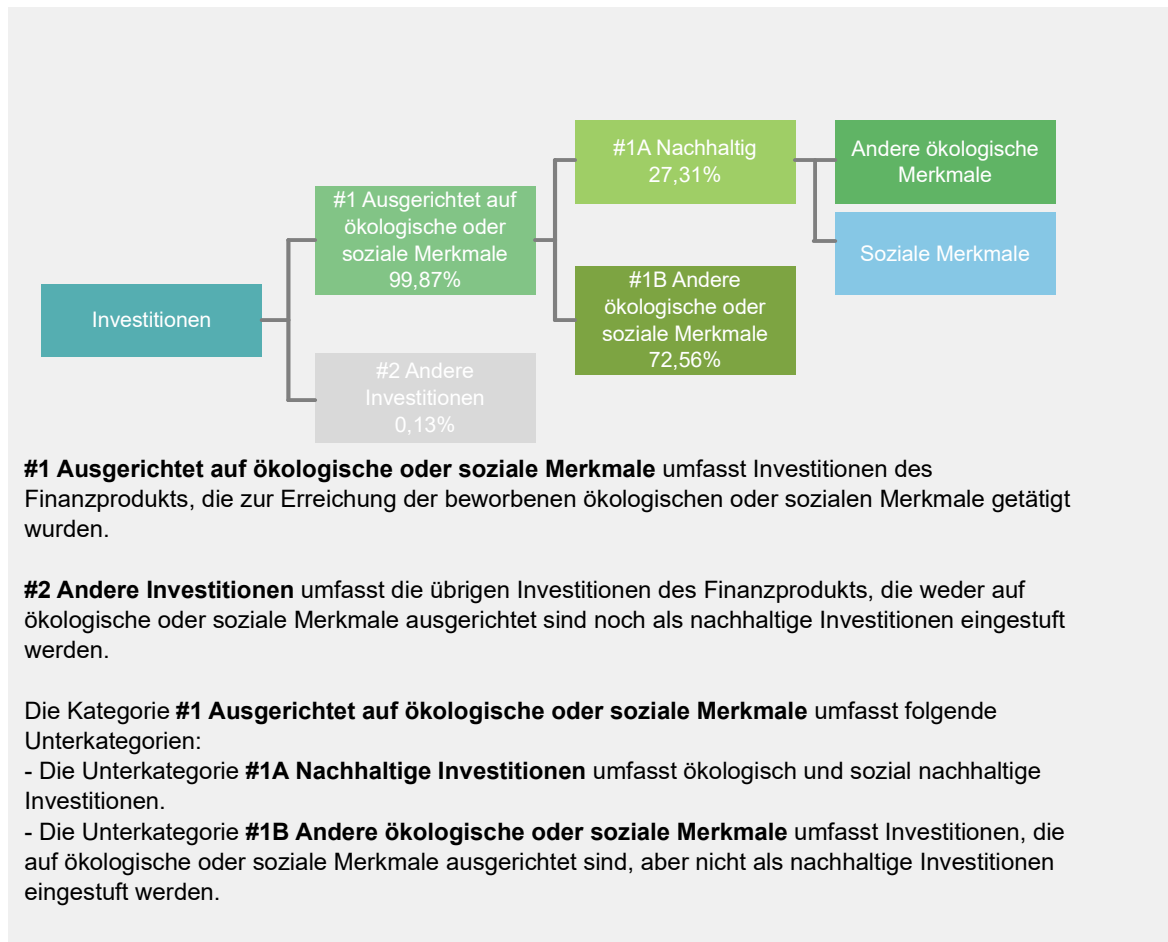 #1A Nachhaltig
27,31%
Andere ökologische
Merkmale
#1 Ausgerichtet auf
ökologische oder
soziale Merkmale
99,87%
Soziale Merkmale
#1B Andere
ökologische oder
soziale Merkmale
72,56%
Investitionen
#2 Andere
Investitionen
0,13%
#1 Ausgerichtet auf ökologische oder soziale Merkmale umfasst Investitionen des
Finanzprodukts, die zur Erreichung der beworbenen ökologischen oder sozialen Merkmale getätigt
wurden.
#2 Andere Investitionen umfasst die übrigen Investitionen des Finanzprodukts, die weder auf
ökologische oder soziale Merkmale ausgerichtet sind noch als nachhaltige Investitionen eingestuft
werden.
Die Kategorie #1 Ausgerichtet auf ökologische oder soziale Merkmale umfasst folgende
Unterkategorien:
- Die Unterkategorie #1A Nachhaltige Investitionen umfasst ökologisch und sozial nachhaltige
Investitionen.
- Die Unterkategorie #1B Andere ökologische oder soziale Merkmale umfasst Investitionen, die
auf ökologische oder soziale Merkmale ausgerichtet sind, aber nicht als nachhaltige Investitionen
eingestuft werden.